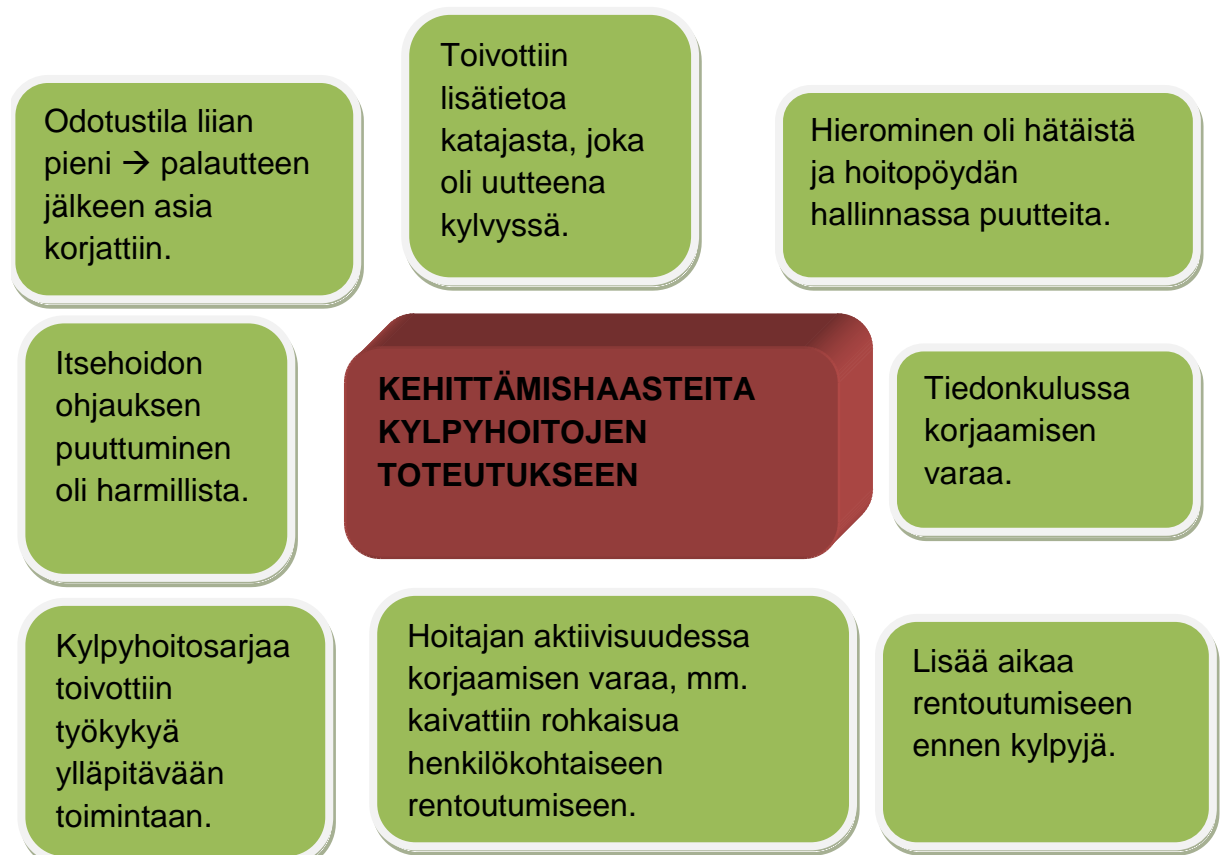 Odotustila liian
pieni → palautteen
jälkeen asia
korjattiin.
Toivottiin
lisätietoa
katajasta, joka
oli uutteena
kylvyssä.
Hierominen oli hätäistä
ja hoitopöydän
hallinnassa puutteita.
Itsehoidon
ohjauksen
puuttuminen
oli harmillista.
KEHITTÄMISHAASTEITA
KYLPYHOITOJEN
TOTEUTUKSEEN
Tiedonkulussa
korjaamisen
varaa.
Kylpyhoitosarjaa
toivottiin
työkykyä
ylläpitävään
toimintaan.
Hoitajan aktiivisuudessa
korjaamisen varaa, mm.
kaivattiin rohkaisua
henkilökohtaiseen
rentoutumiseen.
Lisää aikaa
rentoutumiseen
ennen kylpyjä.